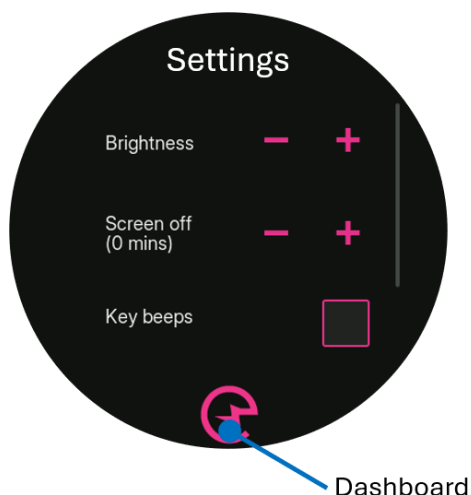 Settings
Brightness − +
Screen off
(0 mins) − +
Key beeps
Dashboard